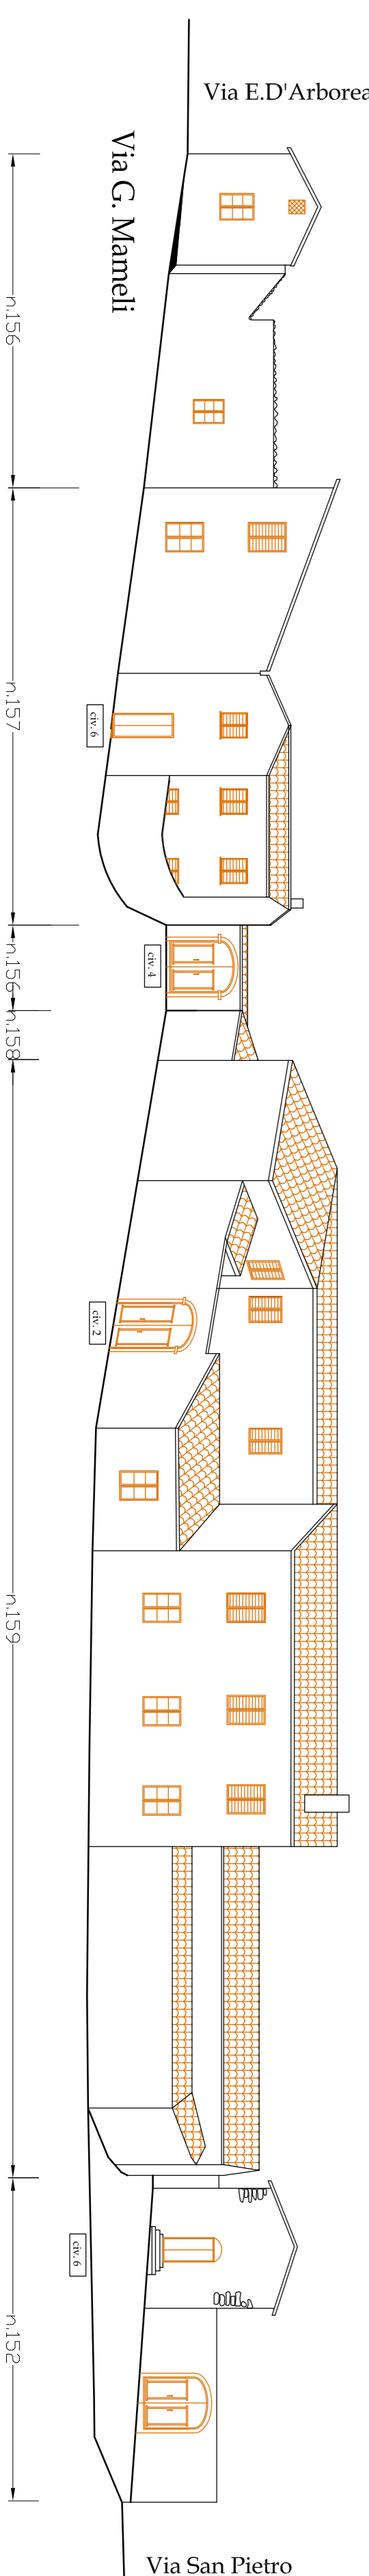 Via E.D'Arborea
Via G. Mameli
n.156
n.157
civ. 6
civ. 4
n.156
n.158
civ. 2
n.159
civ. 6
n.152
Via San Pietro